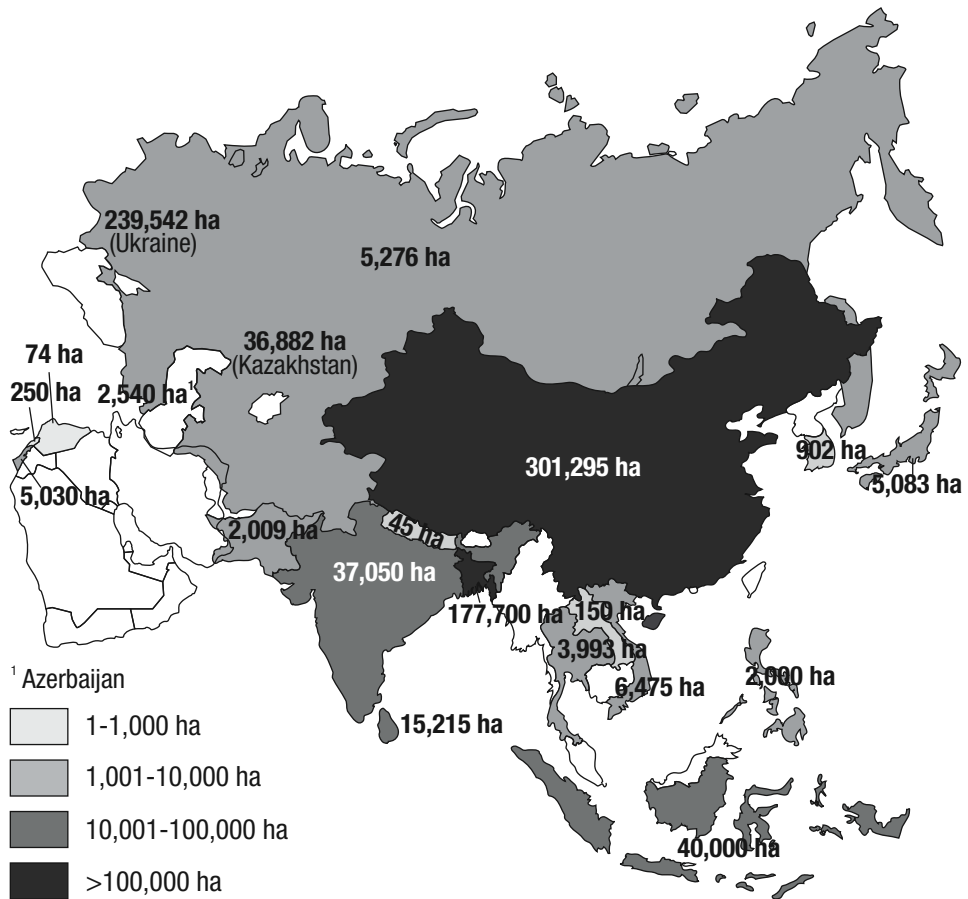 239,542 ha
(Ukraine)
5,276 ha
36,882 ha
(Kazakhstan)
74 ha
250 ha
2,540 ha¹
902 ha
301,295 ha
5,083 ha
5,030 ha
2,009 ha
45 ha
37,050 ha
177,700 ha
150 ha
3,993 ha
2,000 ha
6,475 ha
15,215 ha
40,000 ha
¹ Azerbaijan
1-1,000 ha
1,001-10,000 ha
10,001-100,000 ha
>100,000 ha